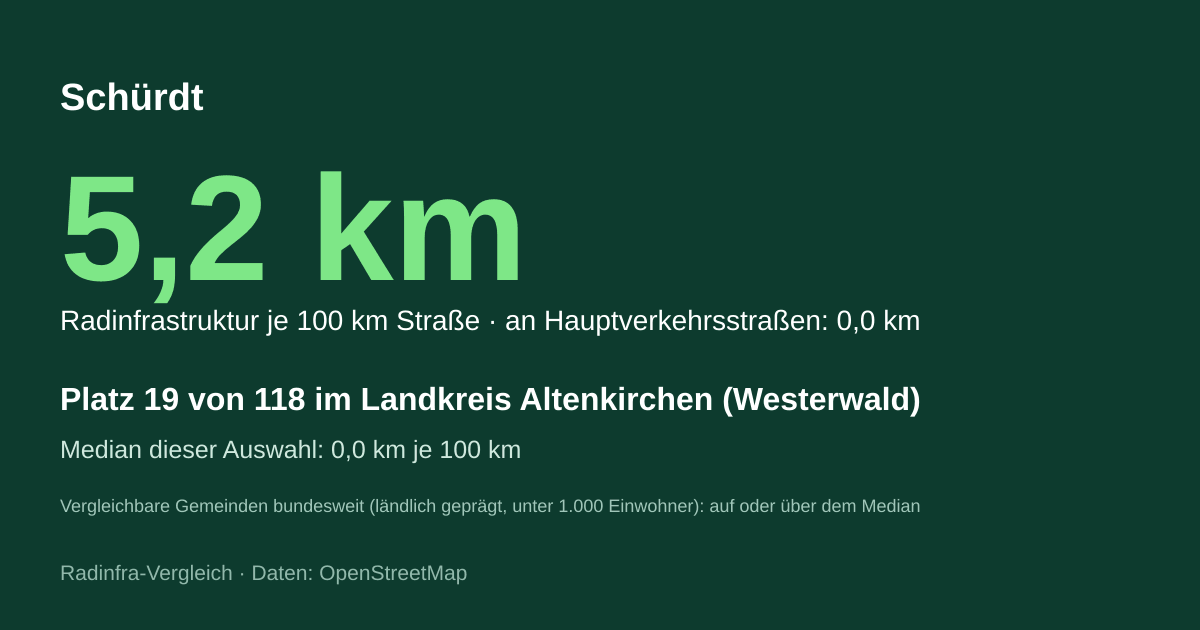 Schürdt
5,2 km
Radinfrastruktur je 100 km Straße · an Hauptverkehrsstraßen: 0,0 km
Platz 19 von 118 im Landkreis Altenkirchen (Westerwald)
Median dieser Auswahl: 0,0 km je 100 km
Vergleichbare Gemeinden bundesweit (ländlich geprägt, unter 1.000 Einwohner): auf oder über dem Median
Radinfra-Vergleich · Daten: OpenStreetMap